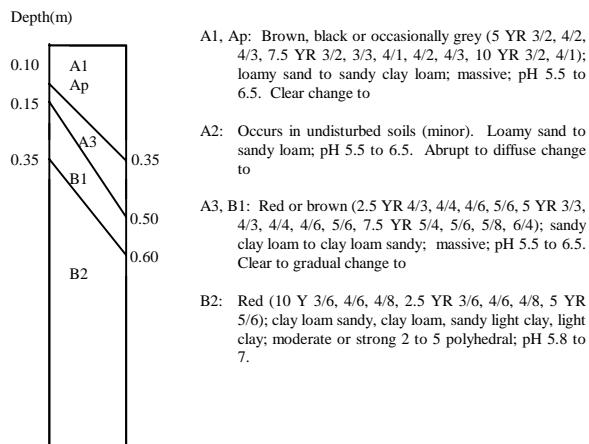 Depth(m)
0.10
A1
Ap
0.15
A3
0.35
0.35
B1
0.50
0.60
B2
A1, Ap: Brown, black or occasionally grey (5 YR 3/2, 4/2,
4/3, 7.5 YR 3/2, 3/3, 4/1, 4/2, 4/3, 10 YR 3/2, 4/1);
loamy sand to sandy clay loam; massive; pH 5.5 to
6.5. Clear change to
A2: Occurs in undisturbed soils (minor). Loamy sand to
sandy loam; pH 5.5 to 6.5. Abrupt to diffuse change
to
A3, B1: Red or brown (2.5 YR 4/3, 4/4, 4/6, 5/6, 5 YR 3/3,
4/3, 4/4, 4/6, 5/6, 7.5 YR 5/4, 5/6, 5/8, 6/4); sandy
clay loam to clay loam sandy; massive; pH 5.5 to 6.5.
Clear to gradual change to
B2: Red (10 Y 3/6, 4/6, 4/8, 2.5 YR 3/6, 4/6, 4/8, 5 YR
5/6); clay loam sandy, clay loam, sandy light clay, light
clay; moderate or strong 2 to 5 polyhedral; pH 5.8 to
7.